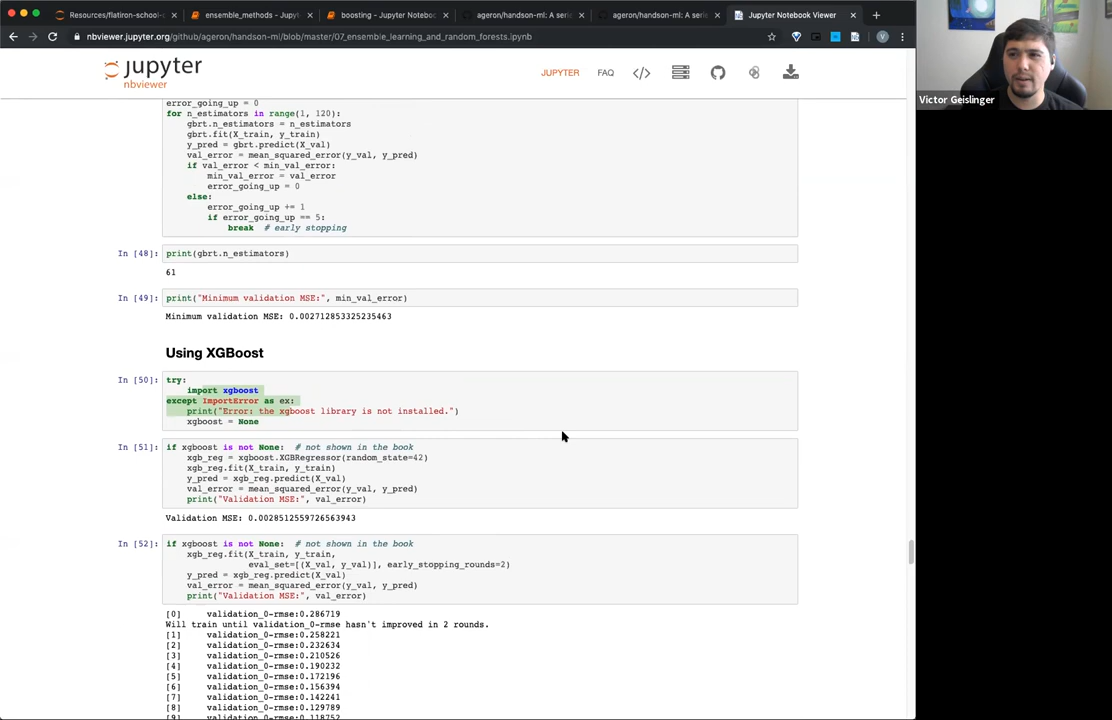 Resources/flatiron-school-
ensemble_methods - Jupyt
boosting - Jupyter Noteboo
ageron/handson-ml: A serie
ageron/handson-ml: A serie
Jupyter Notebook Viewer
nbviewer.jupyter.org/github/ageron/handson-ml/blob/master/07_ensemble_learning_and_random_forests.ipynb
V
Victor Geislinger
jupyter
nbviewer
JUPYTER
FAQ
error_going_up = 0
for n_estimators in range(1, 120):
gbrt.n_estimators = n_estimators
gbrt.fit(X_train, y_train)
y_pred = gbrt.predict(X_val)
val_error = mean_squared_error(y_val, y_pred)
if val_error < min_val_error:
min_val_error = val_error
error_going_up = 0
else:
error_going_up += 1
if error_going_up == 5:
break # early stopping
In [48]: print(gbrt.n_estimators)
61
In [49]: print("Minimum validation MSE:", min_val_error)
Minimum validation MSE: 0.002712853325235463
Using XGBoost
In [50]: try:
import xgboost
except ImportError as ex:
print("Error: the xgboost library is not installed.")
xgboost = None
In [51]: if xgboost is not None: # not shown in the book
xgb_reg = xgboost.XGBRegressor(random_state=42)
xgb_reg.fit(X_train, y_train)
y_pred = xgb_reg.predict(X_val)
val_error = mean_squared_error(y_val, y_pred)
print("Validation MSE:", val_error)
Validation MSE: 0.0028512559726563943
In [52]: if xgboost is not None: # not shown in the book
xgb_reg.fit(X_train, y_train,
eval_set=[(X_val, y_val)], early_stopping_rounds=2)
y_pred = xgb_reg.predict(X_val)
val_error = mean_squared_error(y_val, y_pred)
print("Validation MSE:", val_error)
[0] validation_0-rmse:0.286719
Will train until validation_0-rmse hasn't improved in 2 rounds.
[1] validation_0-rmse:0.258221
[2] validation_0-rmse:0.232634
[3] validation_0-rmse:0.210526
[4] validation_0-rmse:0.190232
[5] validation_0-rmse:0.172196
[6] validation_0-rmse:0.156394
[7] validation_0-rmse:0.142241
[8] validation_0-rmse:0.129789
[9] validation_0-rmse:0.118752